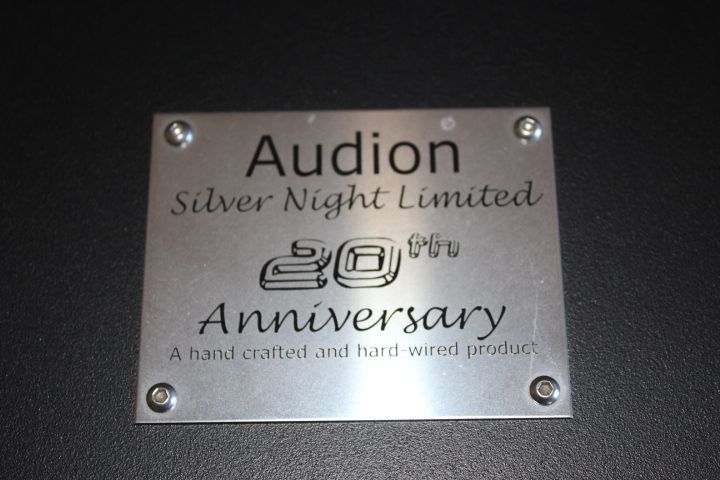 Audion
Silver Night Limited
20th
Anniversary
A hand crafted and hard-wired product